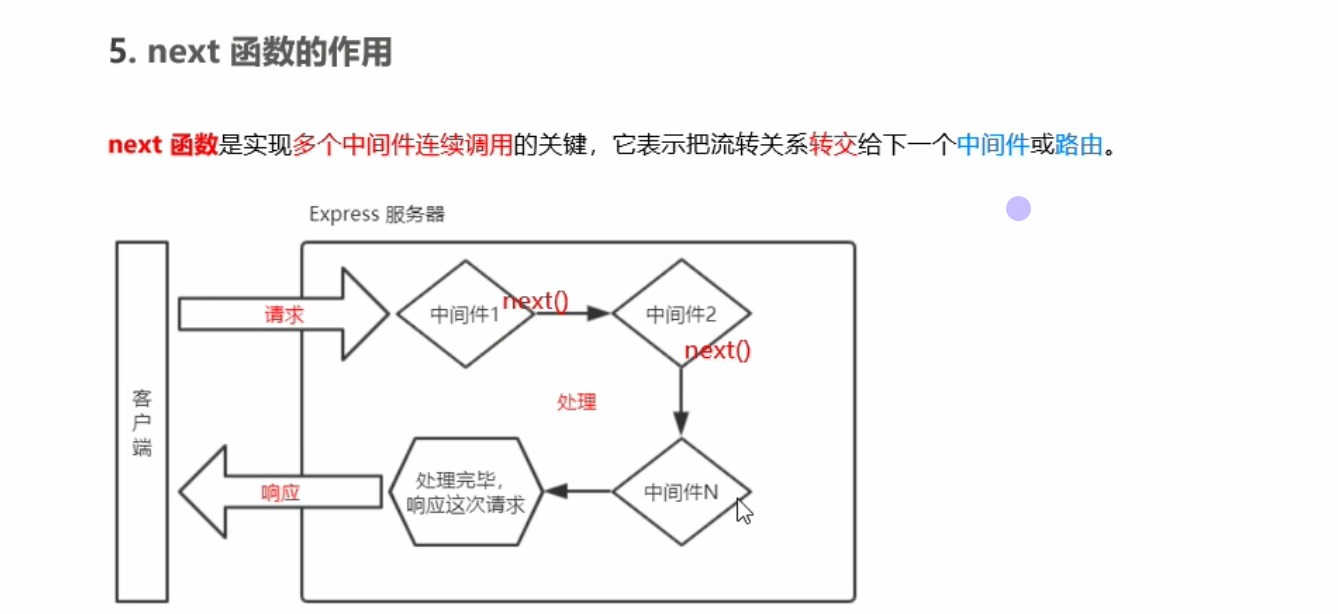 5. next 函数的作用
next 函数是实现多个中间件连续调用的关键，它表示把流转关系转交给下一个中间件或路由。
Express 服务器
请求
中间件1
next()
中间件2
next()
处理
客
户
端
处理完毕，
响应这次请求
中间件N
响应